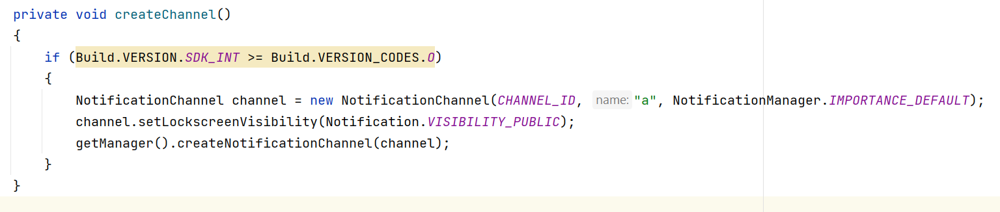 private void createChannel()
{
if (Build.VERSION.SDK_INT >= Build.VERSION_CODES.O)
{
NotificationChannel channel = new NotificationChannel(CHANNEL_ID, name: "a", NotificationManager.IMPORTANCE_DEFAULT);
channel.setLockscreenVisibility(Notification.VISIBILITY_PUBLIC);
getManager().createNotificationChannel(channel);
}
}